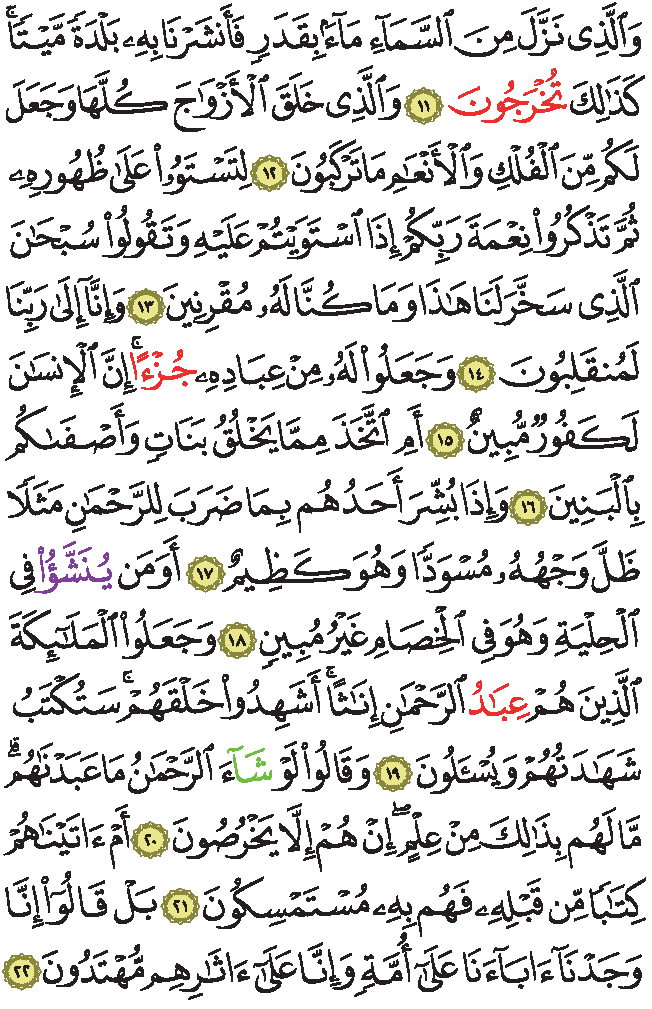 وَٱلَّذِى نَزَّلَ مِنَ ٱلسَّمَآءِ مَآءَۢ بِقَدَرٍ فَأَنشَرْنَا بِهِۦ بَلْدَةً مَّيْتًاۚ
كَذَٰلِكَ تُخْرَجُونَ ١١ وَٱلَّذِى خَلَقَ ٱلْأَزْوَٰجَ كُلَّهَا وَجَعَلَ
لَكُم مِّنَ ٱلْفُلْكِ وَٱلْأَنْعَٰمِ مَا تَرْكَبُونَ ١٢ لِتَسْتَوُۥا۟ عَلَىٰ ظُهُورِهِۦ
ثُمَّ تَذْكُرُوا۟ نِعْمَةَ رَبِّكُمْ إِذَا ٱسْتَوَيْتُمْ عَلَيْهِ وَتَقُولُوا۟ سُبْحَٰنَ
ٱلَّذِى سَخَّرَ لَنَا هَٰذَا وَمَا كُنَّا لَهُۥ مُقْرِنِينَ ١٣ وَإِنَّآ إِلَىٰ رَبِّنَا
لَمُنقَلِبُونَ ١٤ وَجَعَلُوا۟ لَهُۥ مِنْ عِبَادِهِۦ جُزْءًاۚ إِنَّ ٱلْإِنسَٰنَ
لَكَفُورٌ مُّبِينٌ ١٥ أَمِ ٱتَّخَذَ مِمَّا يَخْلُقُ بَنَاتٍ وَأَصْفَىٰكُم
بِٱلْبَنِينَ ١٦ وَإِذَا بُشِّرَ أَحَدُهُم بِمَا ضَرَبَ لِلرَّحْمَٰنِ مَثَلًا
ظَلَّ وَجْهُهُۥ مُسْوَدًّا وَهُوَ كَظِيمٌ ١٧ أَوَمَن يُنَشَّؤُا۟ فِى
ٱلْحِلْيَةِ وَهُوَ فِى ٱلْخِصَامِ غَيْرُ مُبِينٍ ١٨ وَجَعَلُوا۟ ٱلْمَلَٰٓئِكَةَ
ٱلَّذِينَ هُمْ عِبَٰدُ ٱلرَّحْمَٰنِ إِنَٰثًاۚ أَشَهِدُوا۟ خَلْقَهُمْۚ سَتُكْتَبُ
شَهَٰدَتُهُمْ وَيُسْـَٔلُونَ ١٩ وَقَالُوا۟ لَوْ شَآءَ ٱلرَّحْمَٰنُ مَا عَبَدْنَٰهُمۗ
مَّا لَهُم بِذَٰلِكَ مِنْ عِلْمٍۖ إِنْ هُمْ إِلَّا يَخْرُصُونَ ٢٠ أَمْ ءَاتَيْنَٰهُمْ
كِتَٰبًا مِّن قَبْلِهِۦ فَهُم بِهِۦ مُسْتَمْسِكُونَ ٢١ بَلْ قَالُوٓا۟ إِنَّا
وَجَدْنَآ ءَابَآءَنَا عَلَىٰٓ أُمَّةٍ وَإِنَّا عَلَىٰٓ ءَاثَٰرِهِم مُّهْتَدُونَ ٢٢